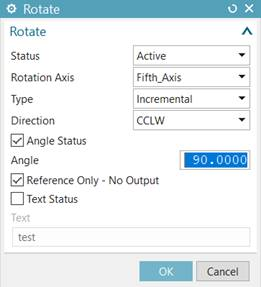 Rotate
Rotate
Status Active
Rotation Axis Fifth_Axis
Type Incremental
Direction CCLW
Angle Status
Angle 90.0000
Reference Only - No Output
Text Status
Text
test
OK Cancel